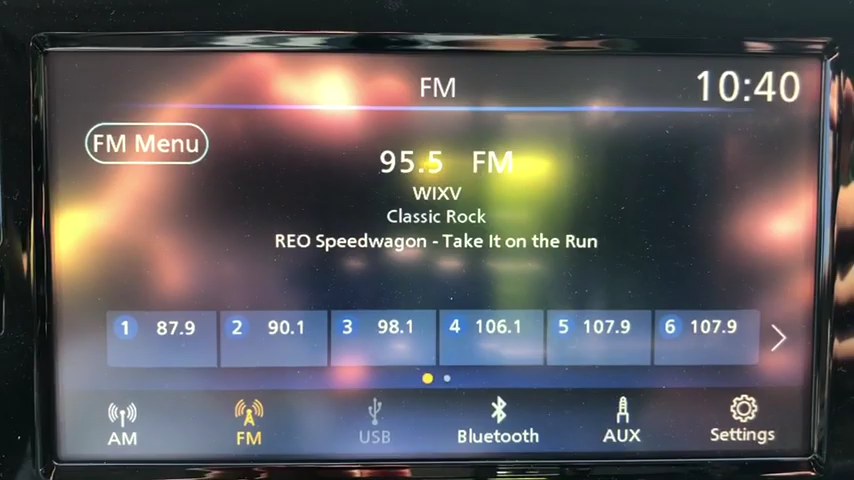 FM
10:40
FM Menu
95.5 FM
WIXV
Classic Rock
REO Speedwagon - Take It on the Run
1 87.9 2 90.1 3 98.1 4 106.1 5 107.9 6 107.9
AM FM USB Bluetooth AUX Settings